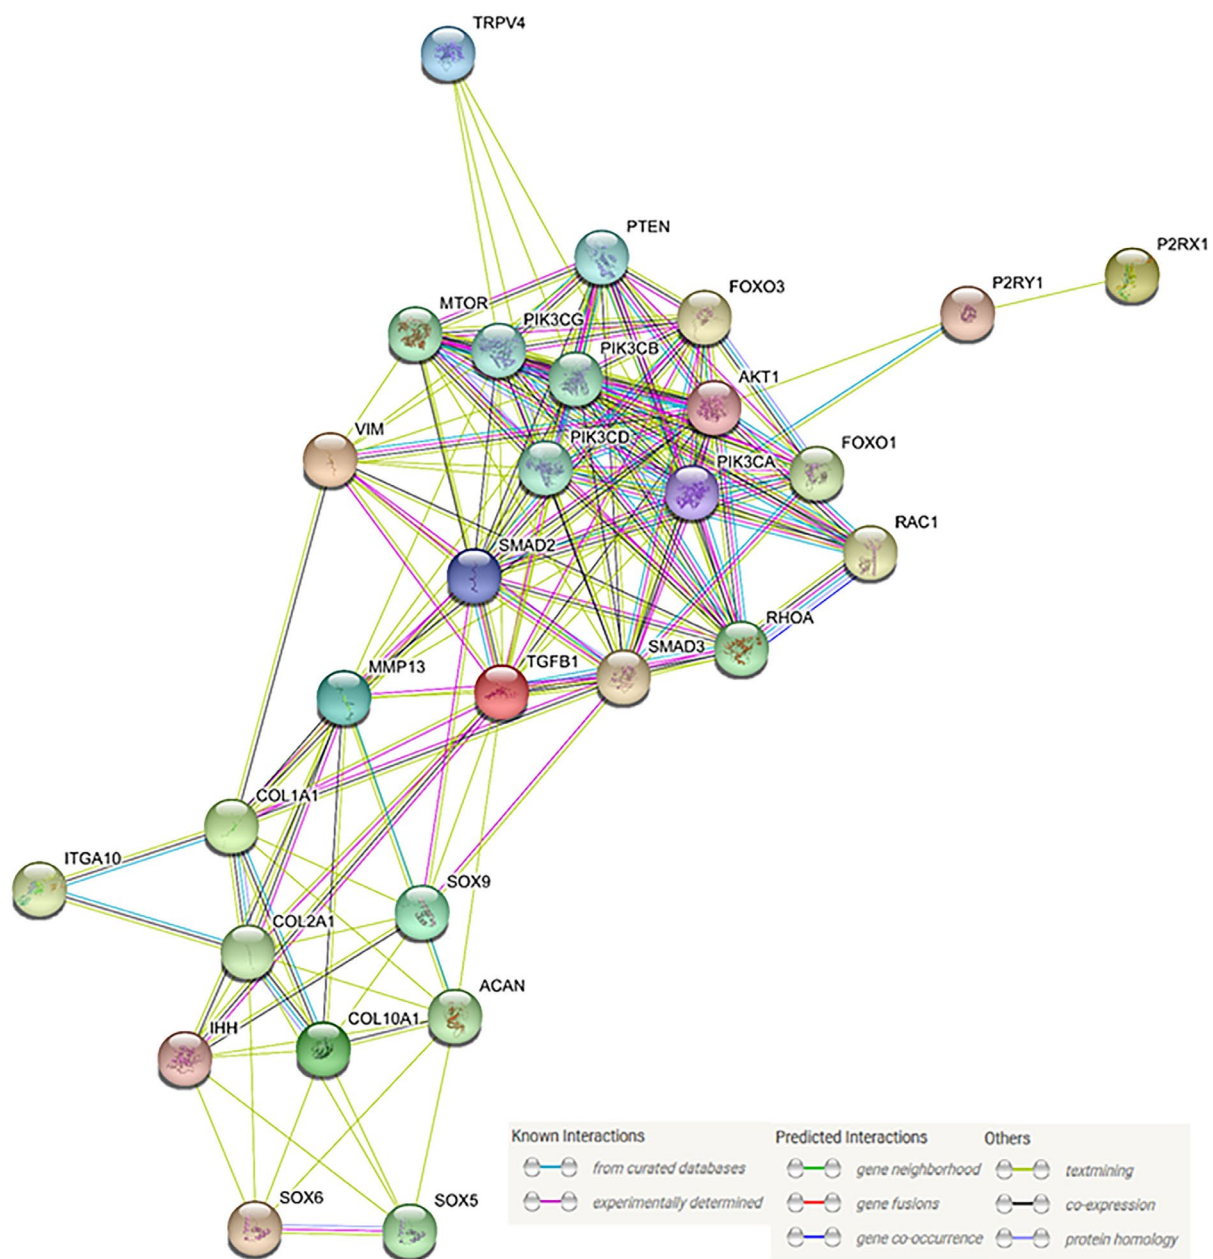 TRPV4
PTEN
P2RX1
P2RY1
FOXO3
MTOR
PIK3CG
PIK3CB
AKT1
VIM
PIK3CD
FOXO1
PIK3CA
RAC1
SMAD2
RHOA
SMAD3
TGFB1
MMP13
COL1A1
ITGA10
SOX9
COL2A1
ACAN
COL10A1
IHH
SOX6
SOX5
Known Interactions
from curated databases
experimentally determined
Predicted Interactions
gene neighborhood
gene fusions
gene co-occurrence
Others
textmining
co-expression
protein homology